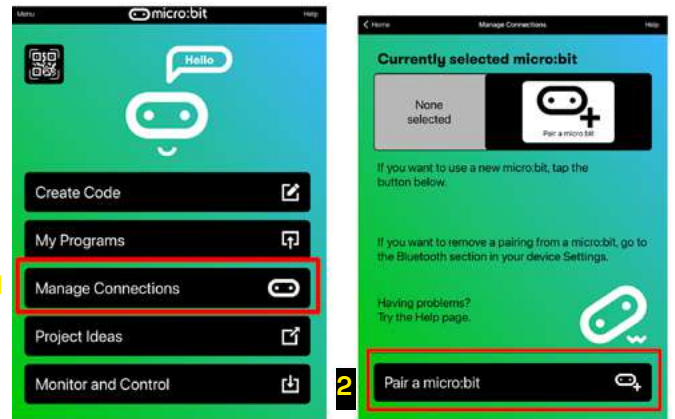 Menu
micro:bit
Help
Hello
Create Code
My Programs
Manage Connections
Project Ideas
Monitor and Control
Home
Manage Connections
Help
Currently selected micro:bit
None
selected
Pair a micro:bit
If you want to use a new micro:bit, tap the
button below.
If you want to remove a pairing from a micro:bit, go to
the Bluetooth section in your device Settings.
Having problems?
Try the Help page.
2
Pair a micro:bit